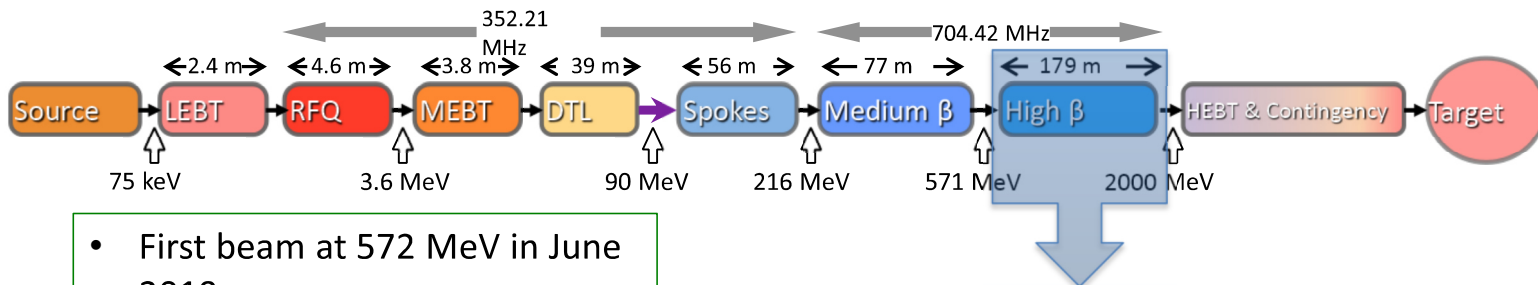 352.21
MHz
704.42 MHz
2.4 m
4.6 m
3.8 m
39 m
56 m
77 m
179 m
Source
LEBT
RFQ
MEBT
DTL
Spokes
Medium β
High β
HEBT & Contingency
Target
75 keV
3.6 MeV
90 MeV
216 MeV
571 MeV
2000 MeV
• First beam at 572 MeV in June